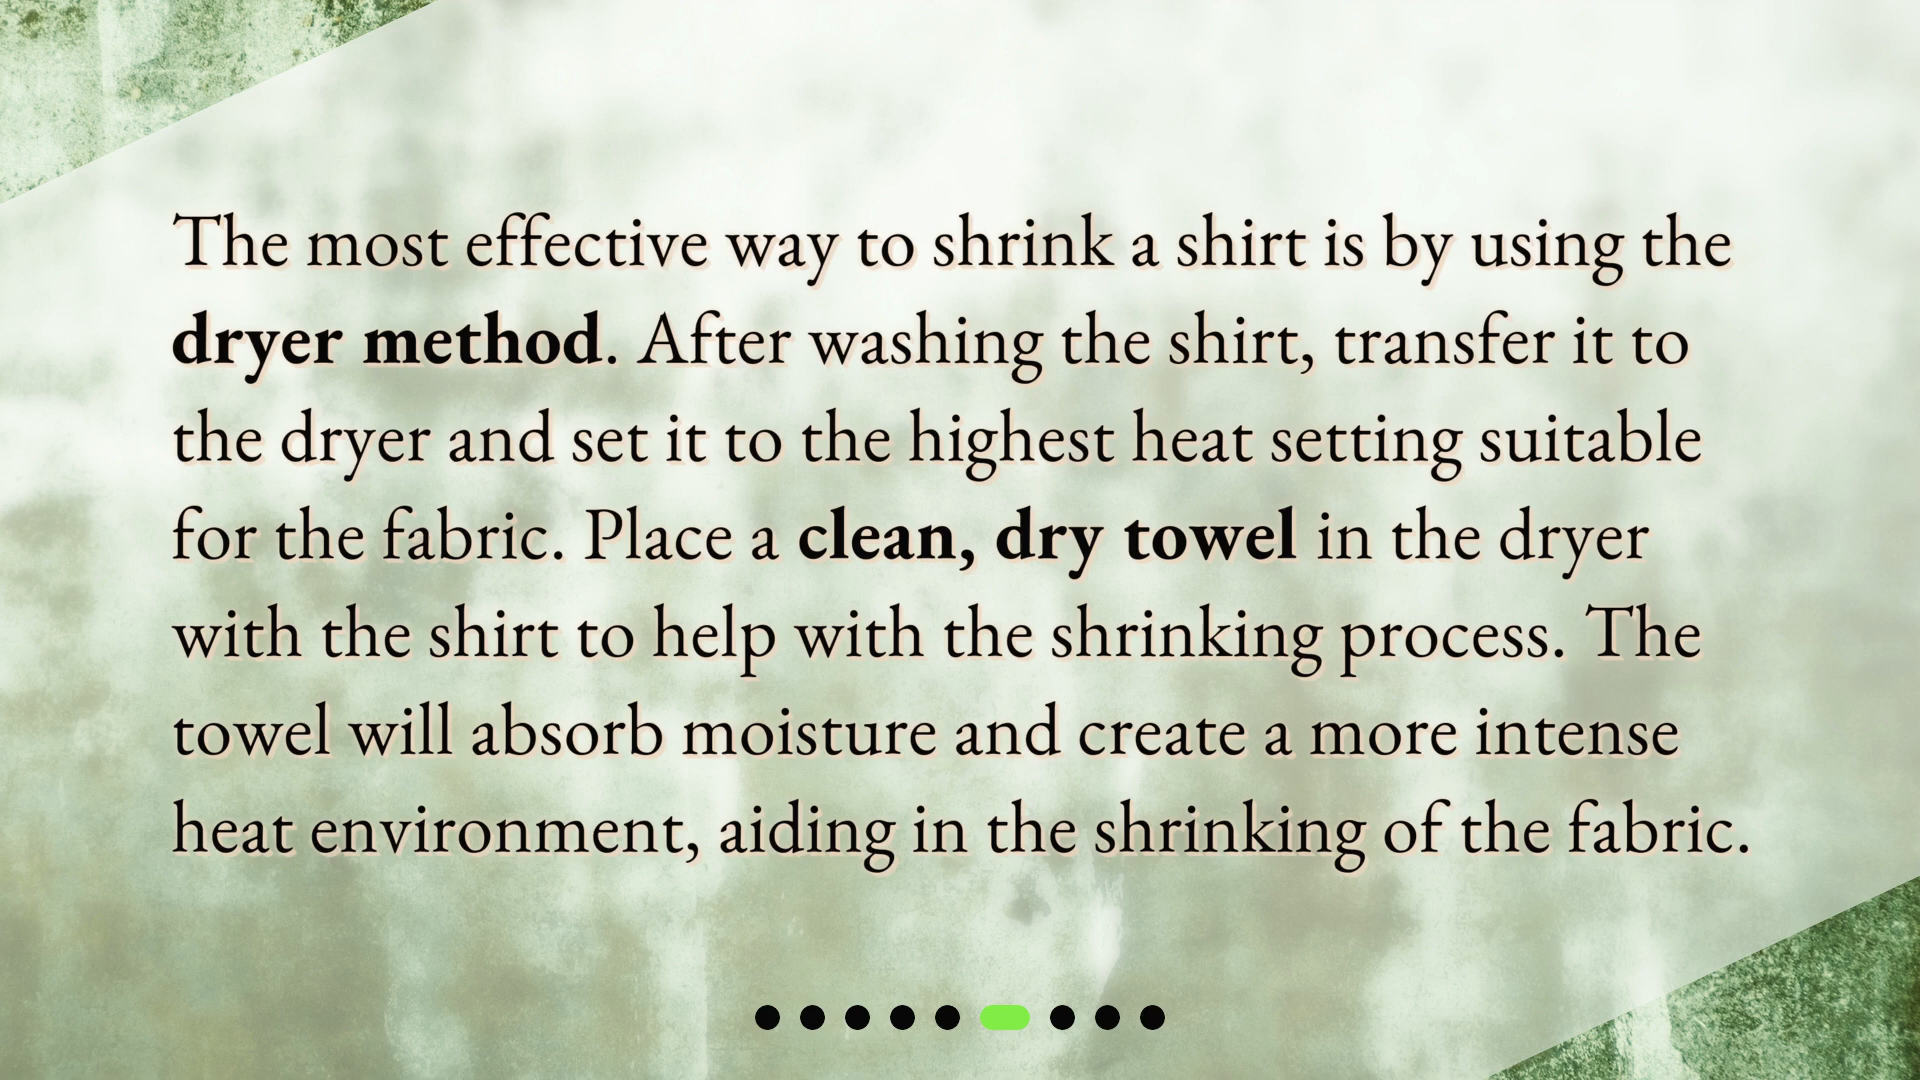 The most effective way to shrink a shirt is by using the
dryer method. After washing the shirt, transfer it to
the dryer and set it to the highest heat setting suitable
for the fabric. Place a clean, dry towel in the dryer
with the shirt to help with the shrinking process. The
towel will absorb moisture and create a more intense
heat environment, aiding in the shrinking of the fabric.